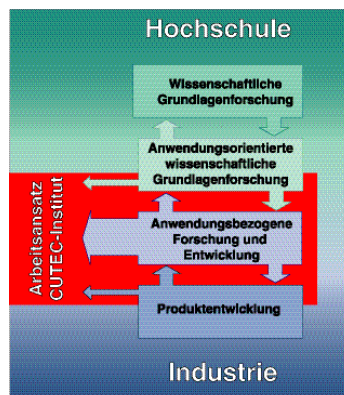 Hochschule
Wissenschaftliche
Grundlagenforschung
Anwendungsorientierte
wissenschaftliche
Grundlagenforschung
Arbeitsansatz
CUTEC-Institut
Anwendungsbezogene
Forschung und
Entwicklung
Produktentwicklung
Industrie